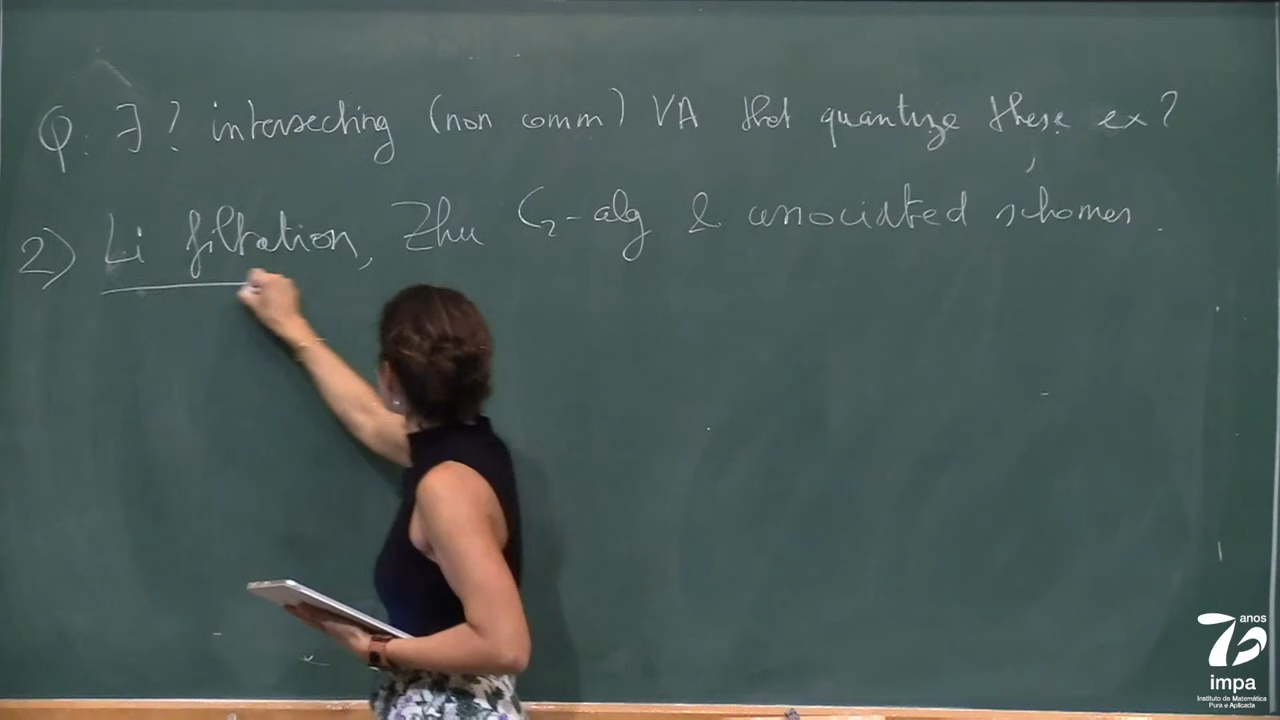 Q: ∃ ? intersecting (non comm) VA that quantize these ex?
2) Li filtration, Zhu C₂-alg & associated schemes.
70 anos
impa
Instituto de Matemática
Pura e Aplicada